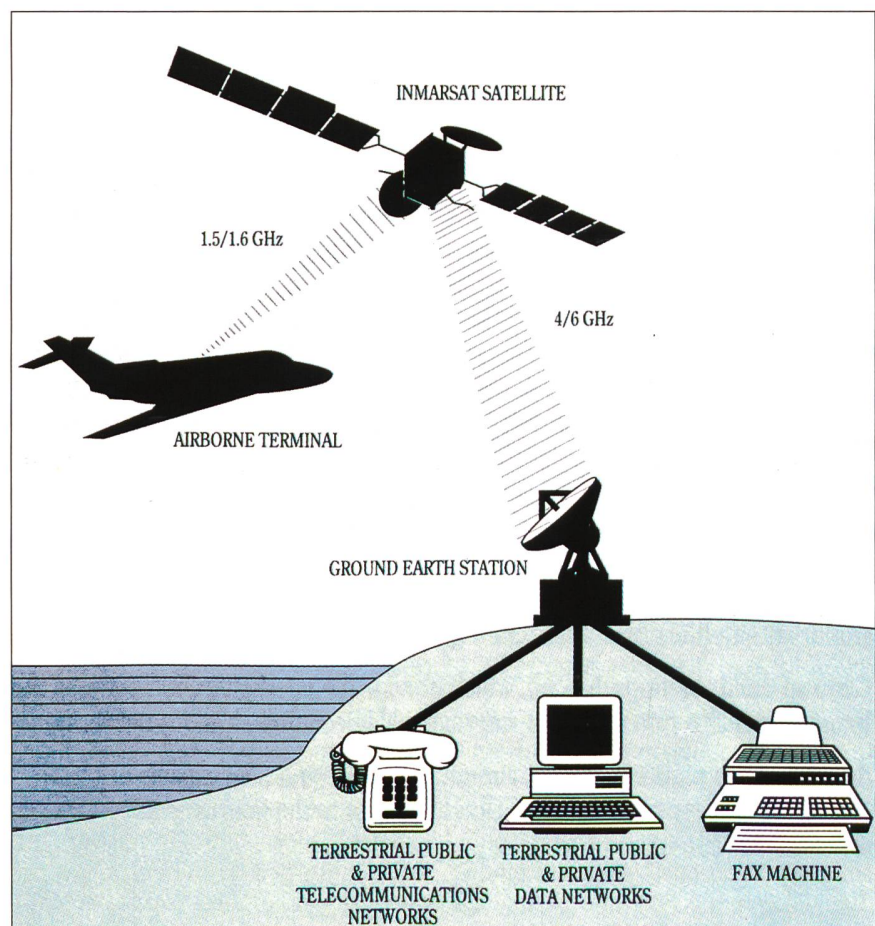 INMARSAT SATELLITE
1.5/1.6 GHz
4/6 GHz
AIRBORNE TERMINAL
GROUND EARTH STATION
TERRESTRIAL PUBLIC
& PRIVATE
TELECOMMUNICATIONS
NETWORKS
TERRESTRIAL PUBLIC
& PRIVATE
DATA NETWORKS
FAX MACHINE